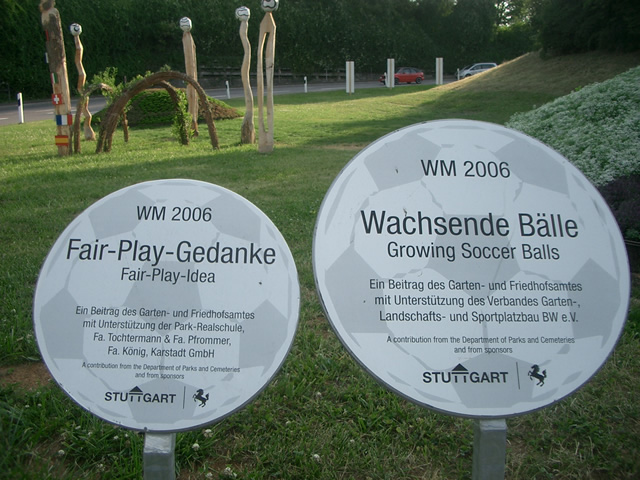 WM 2006
Fair-Play-Gedanke
Fair-Play-Idea
Ein Beitrag des Garten- und Friedhofsamtes
mit Unterstützung der Park-Realschule,
Fa. Tochtermann & Fa. Pfrommer,
Fa. König, Karstadt GmbH
A contribution from the Department of Parks and Cemeteries
and from sponsors
STUTTGART
WM 2006
Wachsende Bälle
Growing Soccer Balls
Ein Beitrag des Garten- und Friedhofsamtes
mit Unterstützung des Verbandes Garten-,
Landschafts- und Sportplatzbau BW e.V.
A contribution from the Department of Parks and Cemeteries
and from sponsors
STUTTGART